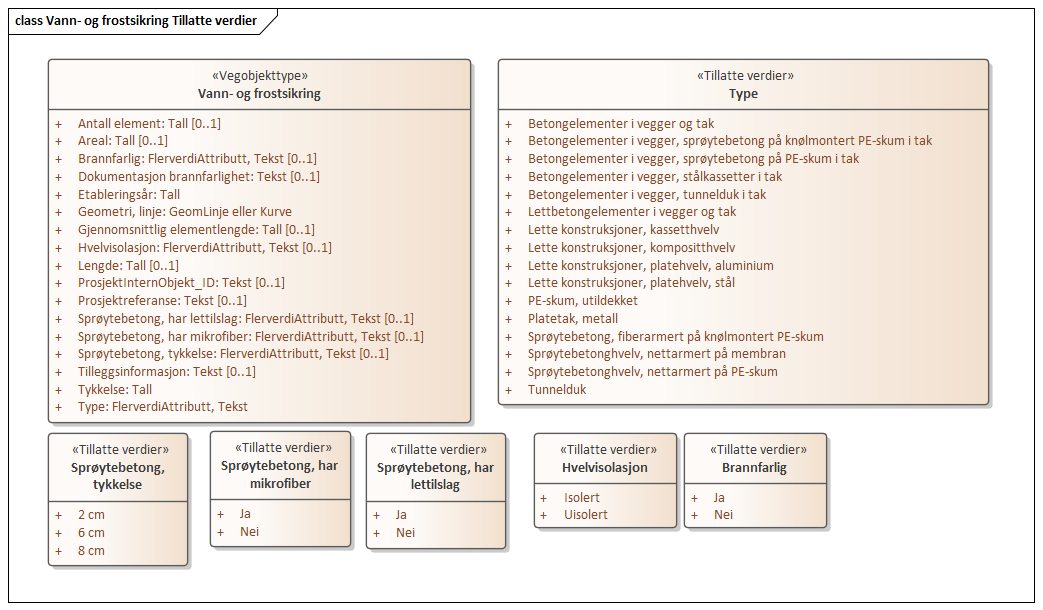 class Vann- og frostsikring Tillatte verdier
«Vegobjekttype»
Vann- og frostsikring
+ Antall element: Tall [0..1]
+ Areal: Tall [0..1]
+ Brannfarlig: FlerverdiAttributt, Tekst [0..1]
+ Dokumentasjon brannfarlighet: Tekst [0..1]
+ Etableringsår: Tall
+ Geometri, linje: GeomLinje eller Kurve
+ Gjennomsnittlig elementlengde: Tall [0..1]
+ Hvelvisolasjon: FlerverdiAttributt, Tekst [0..1]
+ Lengde: Tall [0..1]
+ ProsjektInternObjekt_ID: Tekst [0..1]
+ Prosjektreferanse: Tekst [0..1]
+ Sprøytebetong, har lettilslag: FlerverdiAttributt, Tekst [0..1]
+ Sprøytebetong, har mikrofiber: FlerverdiAttributt, Tekst [0..1]
+ Sprøytebetong, tykkelse: FlerverdiAttributt, Tekst [0..1]
+ Tilleggsinformasjon: Tekst [0..1]
+ Tykkelse: Tall
+ Type: FlerverdiAttributt, Tekst
«Tillatte verdier»
Type
+ Betongelementer i vegger og tak
+ Betongelementer i vegger, sprøytebetong på knølmontert PE-skum i tak
+ Betongelementer i vegger, sprøytebetong på PE-skum i tak
+ Betongelementer i vegger, stålkassetter i tak
+ Betongelementer i vegger, tunnelduk i tak
+ Lettbetongelementer i vegger og tak
+ Lette konstruksjoner, kassetthvelv
+ Lette konstruksjoner, kompositthvelv
+ Lette konstruksjoner, platehvelv, aluminium
+ Lette konstruksjoner, platehvelv, stål
+ PE-skum, utildekket
+ Platetak, metall
+ Sprøytebetong, fiberarmert på knølmontert PE-skum
+ Sprøytebetonghvelv, nettarmert på membran
+ Sprøytebetonghvelv, nettarmert på PE-skum
+ Tunnelduk
«Tillatte verdier»
Sprøytebetong,
tykkelse
+ 2 cm
+ 6 cm
+ 8 cm
«Tillatte verdier»
Sprøytebetong, har
mikrofiber
+ Ja
+ Nei
«Tillatte verdier»
Sprøytebetong, har
lettilslag
+ Ja
+ Nei
«Tillatte verdier»
Hvelvisolasjon
+ Isolert
+ Uisolert
«Tillatte verdier»
Brannfarlig
+ Ja
+ Nei